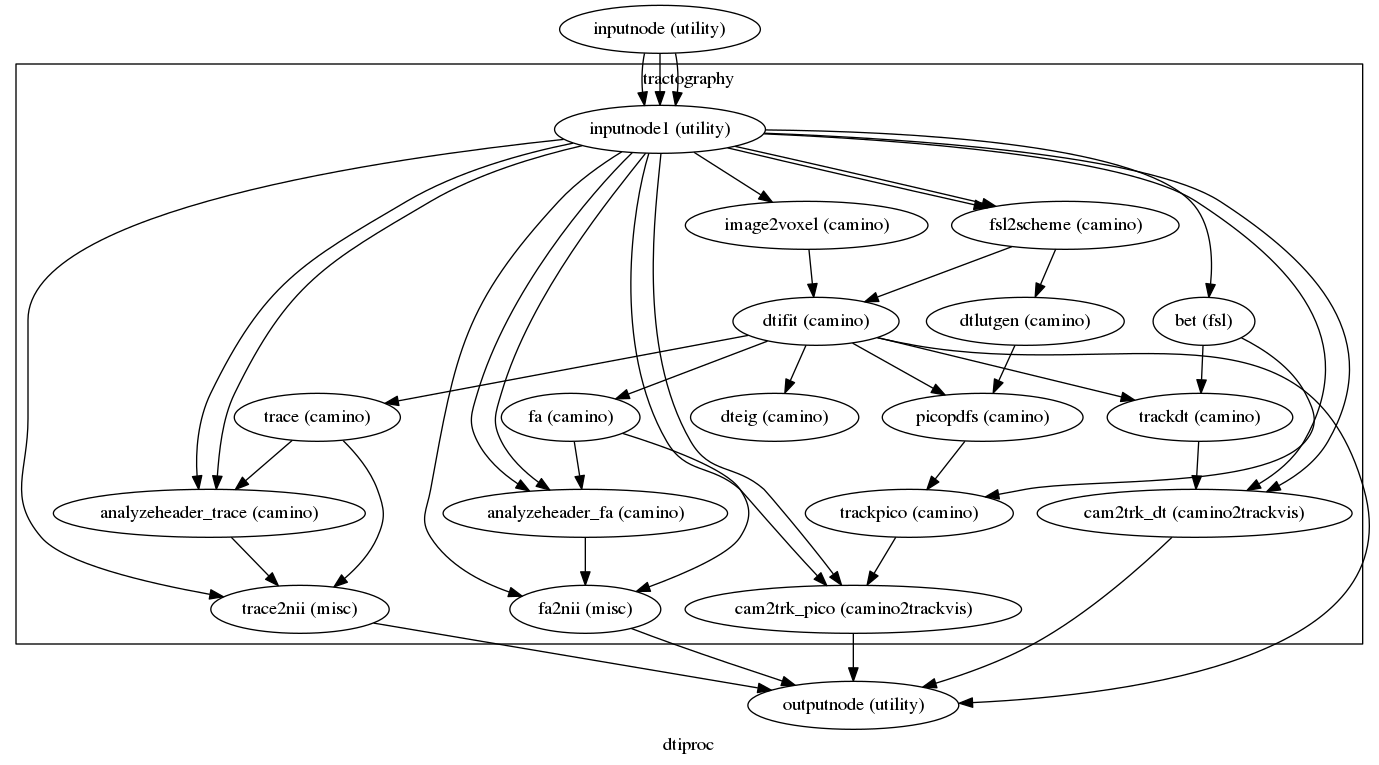 inputnode (utility)
tractography
inputnode1 (utility)
image2voxel (camino)
fsl2scheme (camino)
dtifit (camino)
dtlutgen (camino)
bet (fsl)
trace (camino)
fa (camino)
dteig (camino)
picopdfs (camino)
trackdt (camino)
analyzeheader_trace (camino)
analyzeheader_fa (camino)
trackpico (camino)
cam2trk_dt (camino2trackvis)
trace2nii (misc)
fa2nii (misc)
cam2trk_pico (camino2trackvis)
outputnode (utility)
dtiproc